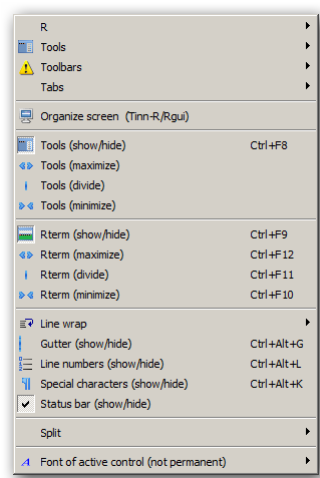 R
Tools
Toolbars
Tabs
Organize screen (Tinn-R/Rgui)
Tools (show/hide) Ctrl+F8
Tools (maximize)
Tools (divide)
Tools (minimize)
Rterm (show/hide) Ctrl+F9
Rterm (maximize) Ctrl+F12
Rterm (divide) Ctrl+F11
Rterm (minimize) Ctrl+F10
Line wrap
Gutter (show/hide) Ctrl+Alt+G
Line numbers (show/hide) Ctrl+Alt+L
Special characters (show/hide) Ctrl+Alt+K
Status bar (show/hide)
Split
Font of active control (not permanent)